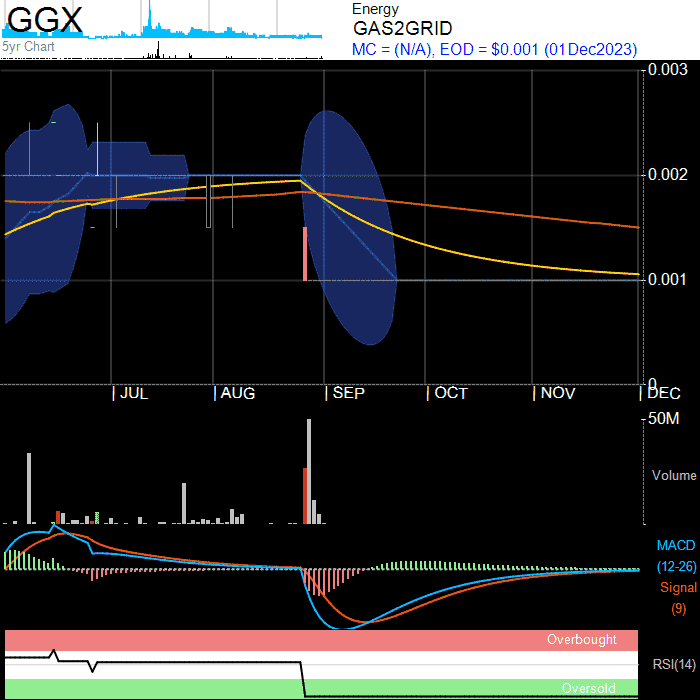 GGX
5yr Chart
Energy
GAS2GRID
MC = (N/A), EOD = $0.001 (01Dec2023)
0.003
0.002
0.001
0
JUL
AUG
SEP
OCT
NOV
DEC
50M
Volume
MACD
(12-26)
Signal
(9)
Overbought
RSI(14)
Oversold